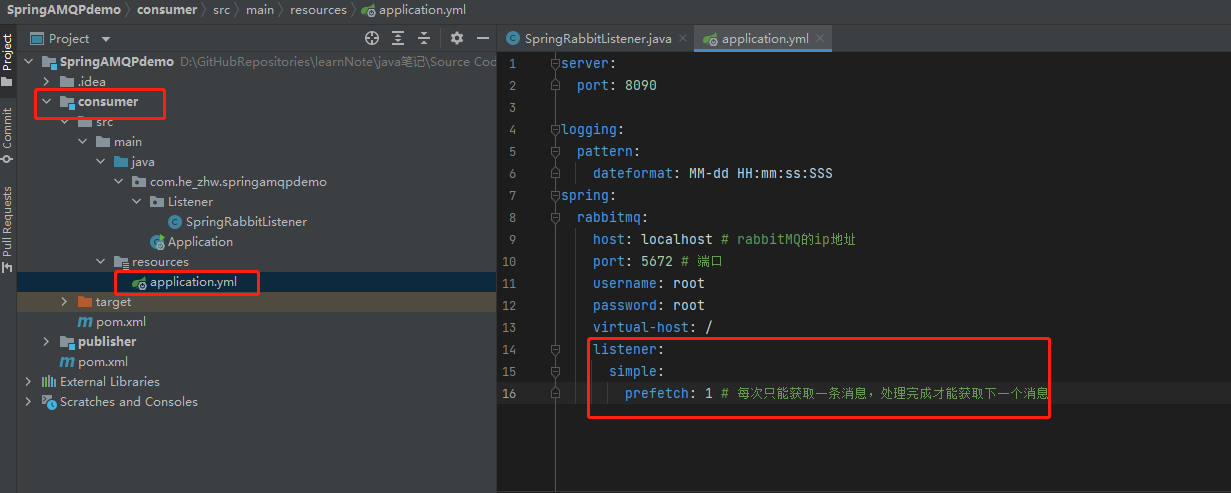 SpringAMQPdemo › consumer › src › main › resources › application.yml
Project
SpringRabbitListener.java
application.yml
Project
Commit
Pull Requests
SpringAMQPdemo D:\GitHubRepositories\learnNote\java笔记\Source Coo
.idea
consumer
src
main
java
com.he_zhw.springamqpdemo
Listener
SpringRabbitListener
Application
resources
application.yml
target
pom.xml
publisher
pom.xml
External Libraries
Scratches and Consoles
1 server:
2 port: 8090
3
4 logging:
5 pattern:
6 dateformat: MM-dd HH:mm:ss:SSS
7 spring:
8 rabbitmq:
9 host: localhost # rabbitMQ的ip地址
10 port: 5672 # 端口
11 username: root
12 password: root
13 virtual-host: /
14 listener:
15 simple:
16 prefetch: 1 # 每次只能获取一条消息，处理完成才能获取下一个消息